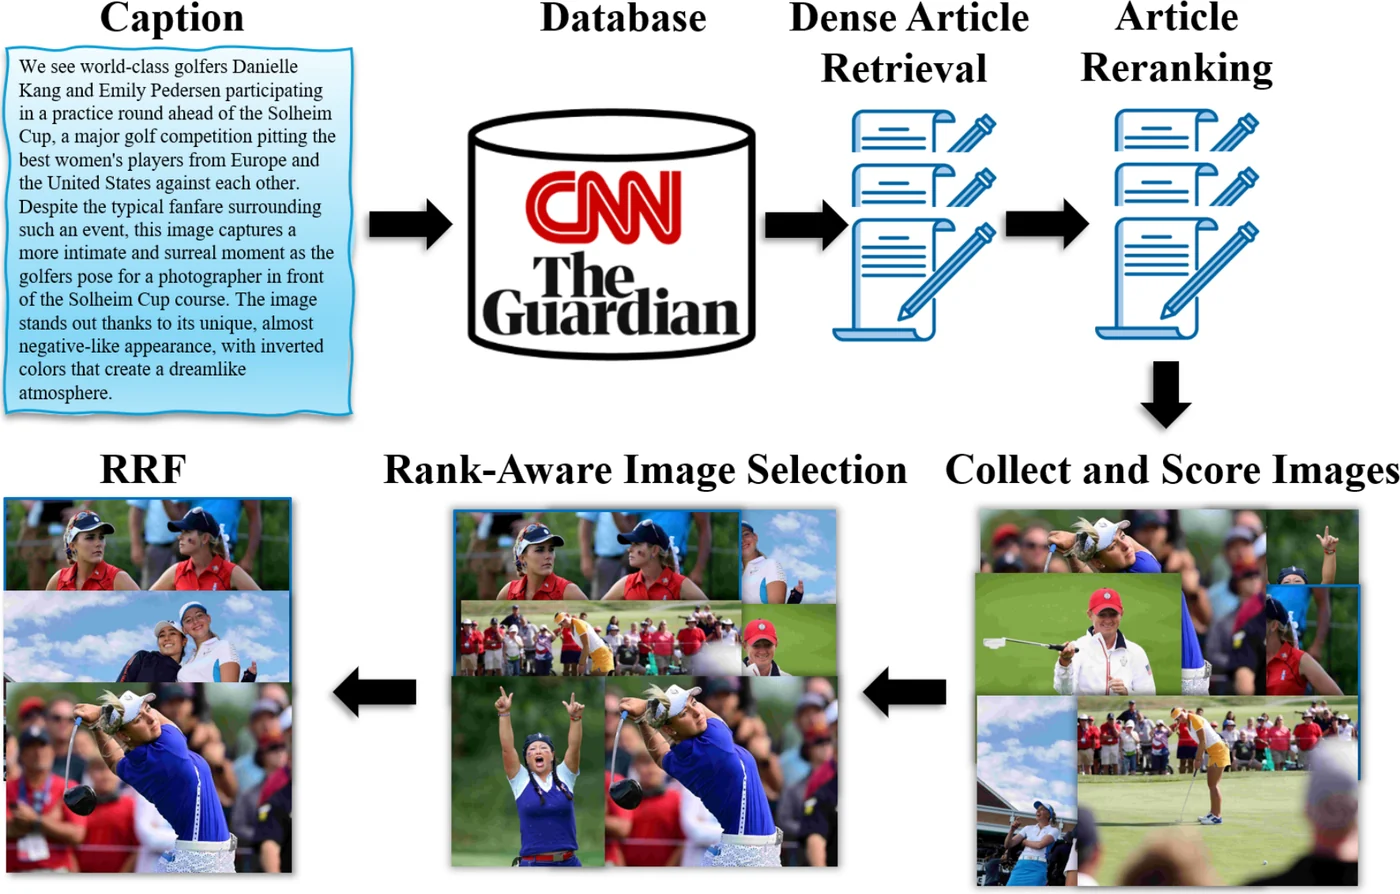 Caption
We see world-class golfers Danielle
Kang and Emily Pedersen participating
in a practice round ahead of the Solheim
Cup, a major golf competition pitting the
best women's players from Europe and
the United States against each other.
Despite the typical fanfare surrounding
such an event, this image captures a
more intimate and surreal moment as the
golfers pose for a photographer in front
of the Solheim Cup course. The image
stands out thanks to its unique, almost
negative-like appearance, with inverted
colors that create a dreamlike
atmosphere.
Database
CNN
The
Guardian
Dense Article
Retrieval
Article
Reranking
Collect and Score Images
Rank-Aware Image Selection
RRF